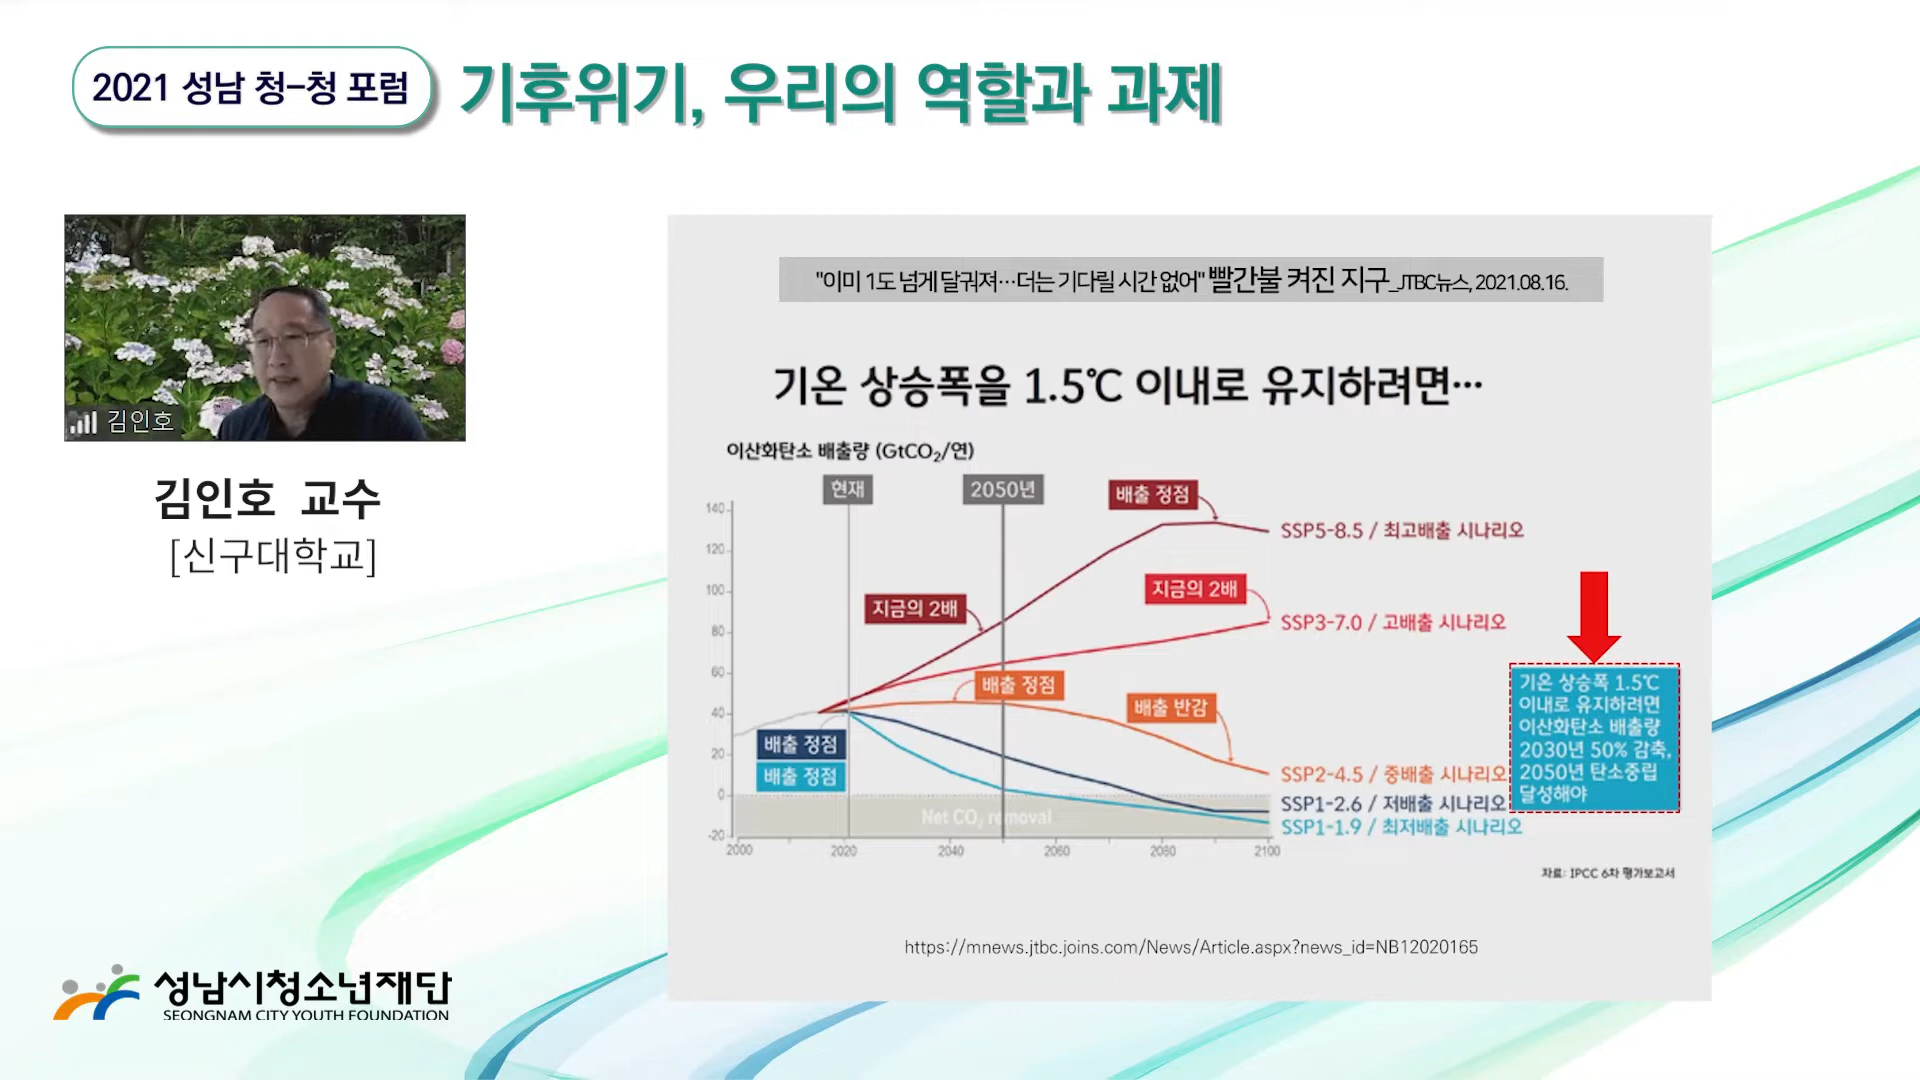 2021 성남 청-청 포럼
기후위기, 우리의 역할과 과제
김인호
김인호 교수
[신구대학교]
성남시청소년재단
SEONGNAM CITY YOUTH FOUNDATION
"이미 1도 넘게 달궈져…더는 기다릴 시간 없어" 빨간불 켜진 지구_JTBC뉴스, 2021.08.16.
기온 상승폭을 1.5℃ 이내로 유지하려면…
이산화탄소 배출량 (GtCO₂/연)
현재
2050년
배출 정점
지금의 2배
지금의 2배
배출 정점
배출 반감
배출 정점
배출 정점
140
120
100
80
60
40
20
0
-20
2000
2020
2040
2060
2080
2100
Net CO₂ removal
SSP5-8.5 / 최고배출 시나리오
SSP3-7.0 / 고배출 시나리오
SSP2-4.5 / 중배출 시나리오
SSP1-2.6 / 저배출 시나리오
SSP1-1.9 / 최저배출 시나리오
기온 상승폭 1.5℃
이내로 유지하려면
이산화탄소 배출량
2030년 50% 감축,
2050년 탄소중립
달성해야
자료: IPCC 6차 평가보고서
https://mnews.jtbc.joins.com/News/Article.aspx?news_id=NB12020165